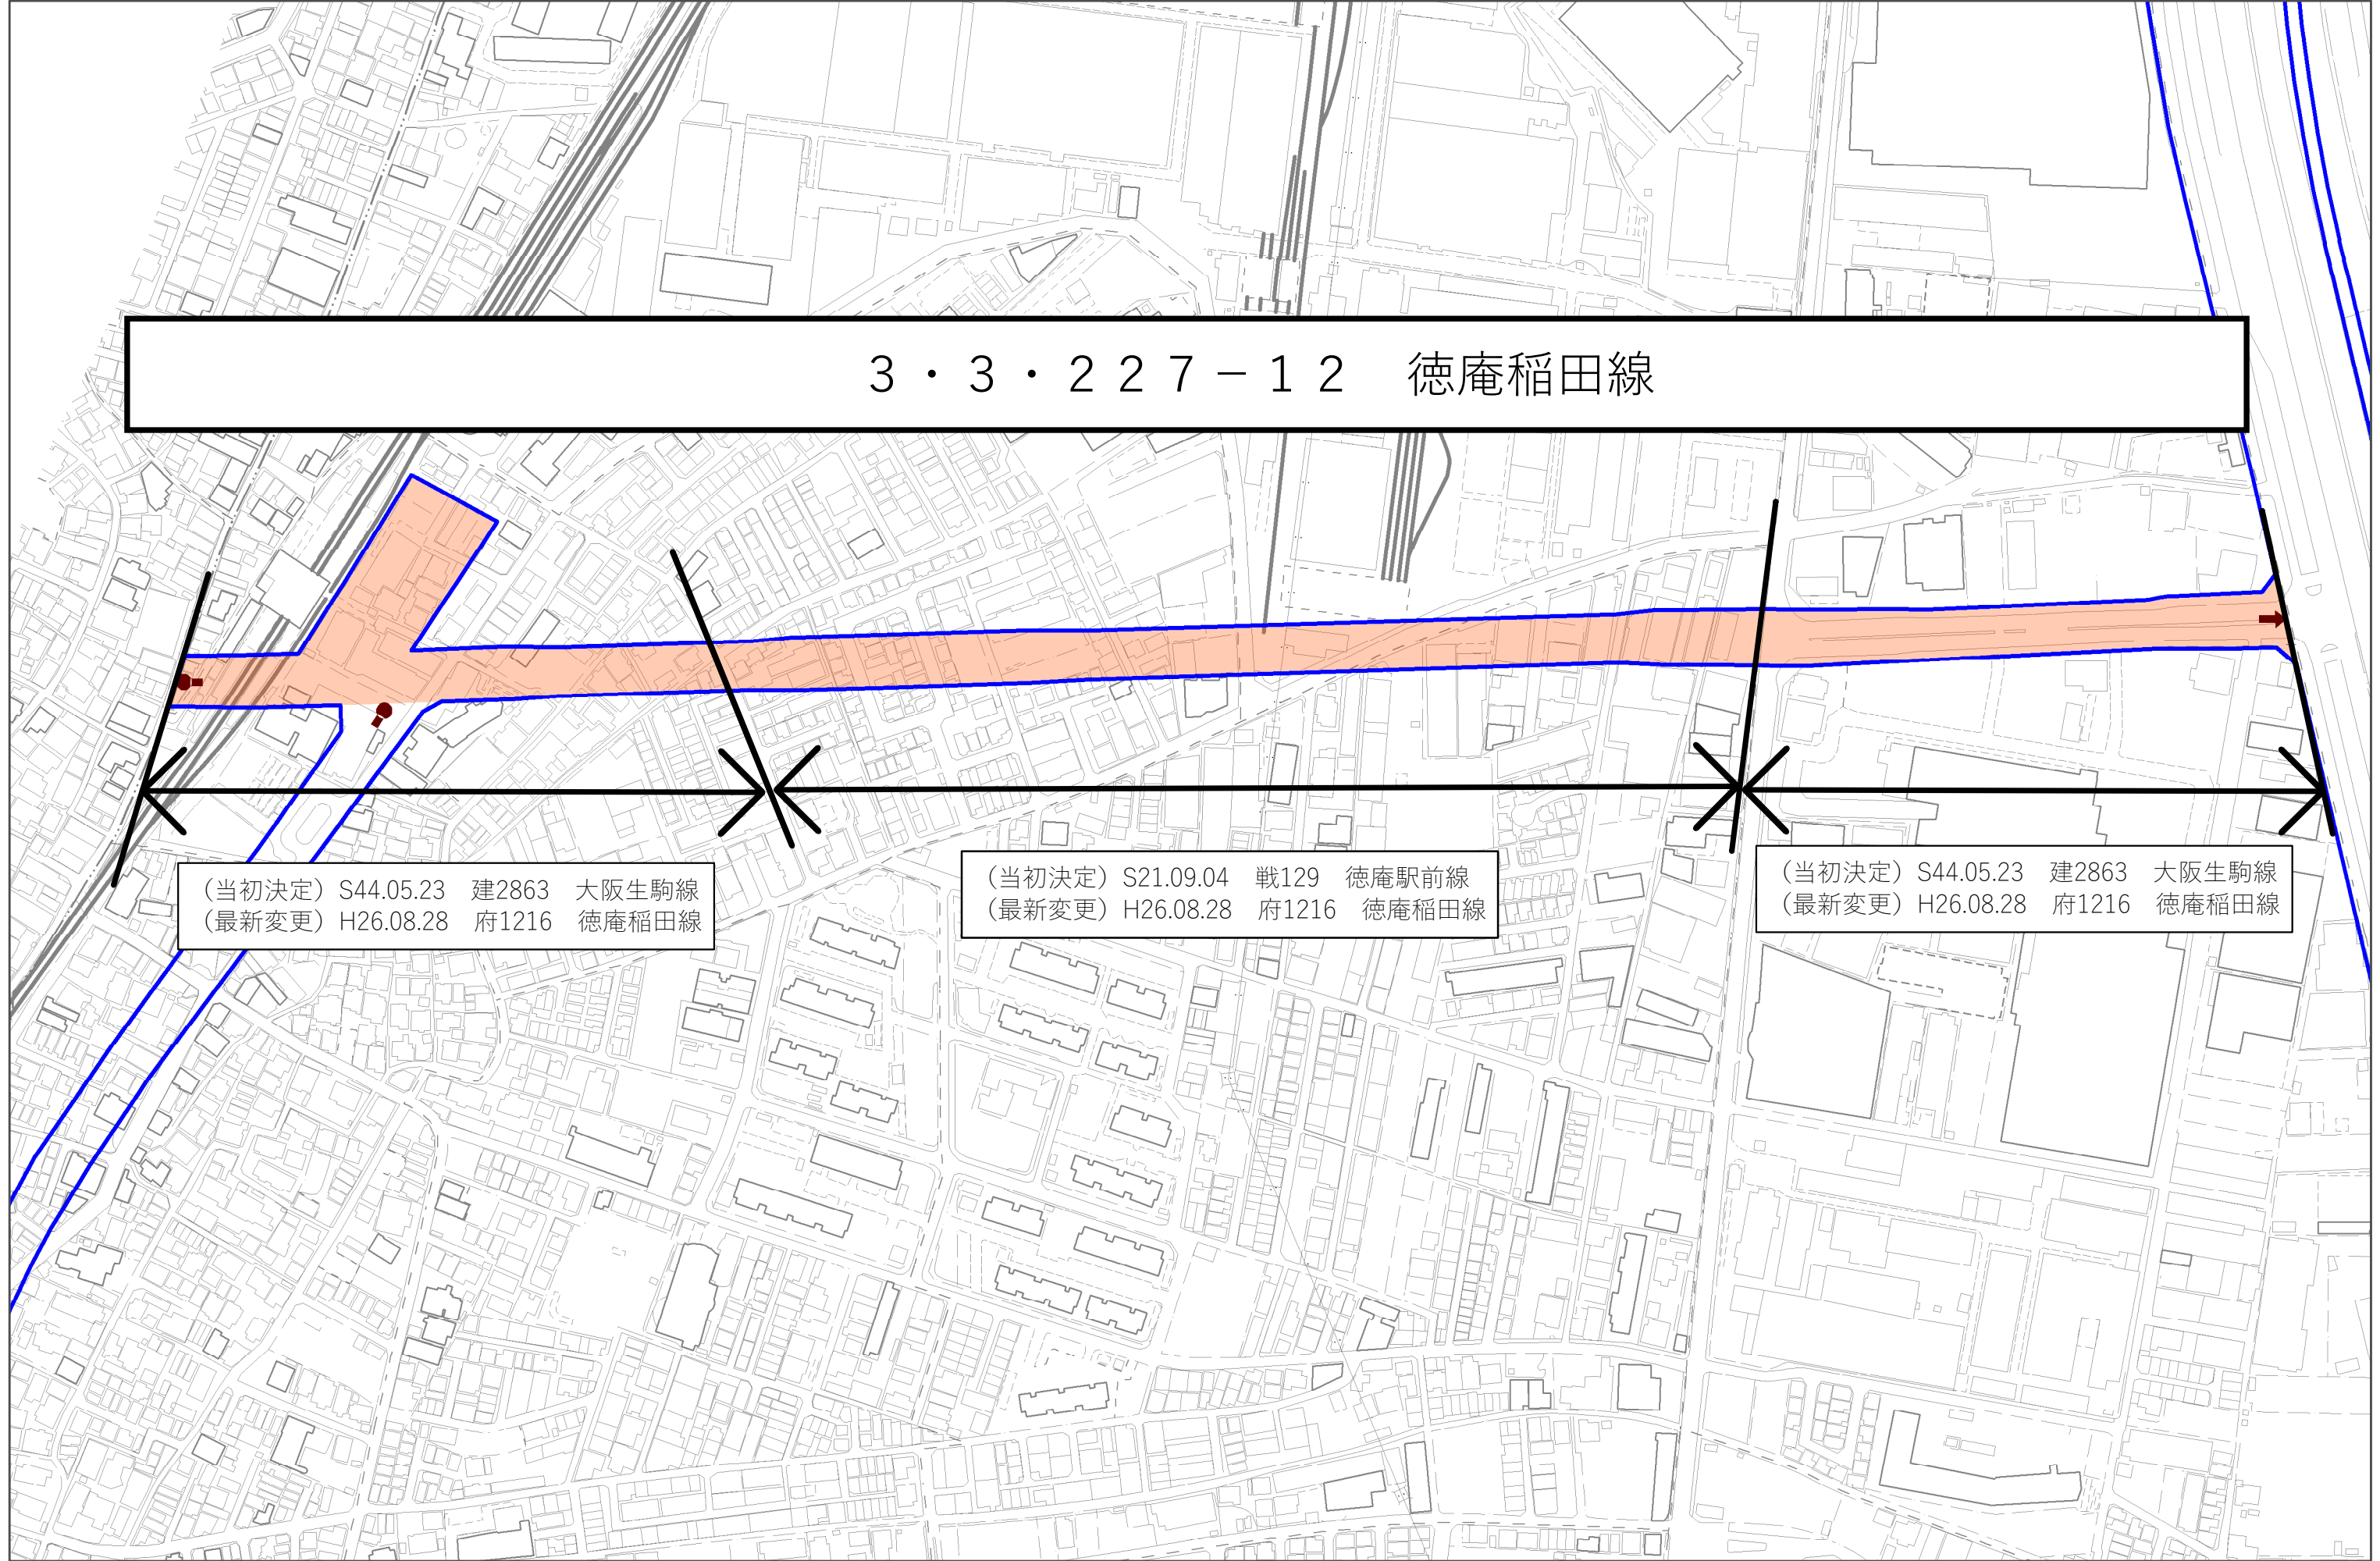 ３・３・２２７－１２　徳庵稲田線
（当初決定）S44.05.23　建2863　大阪生駒線
（最新変更）H26.08.28　府1216　徳庵稲田線
（当初決定）S21.09.04　戦129　徳庵駅前線
（最新変更）H26.08.28　府1216　徳庵稲田線
（当初決定）S44.05.23　建2863　大阪生駒線
（最新変更）H26.08.28　府1216　徳庵稲田線